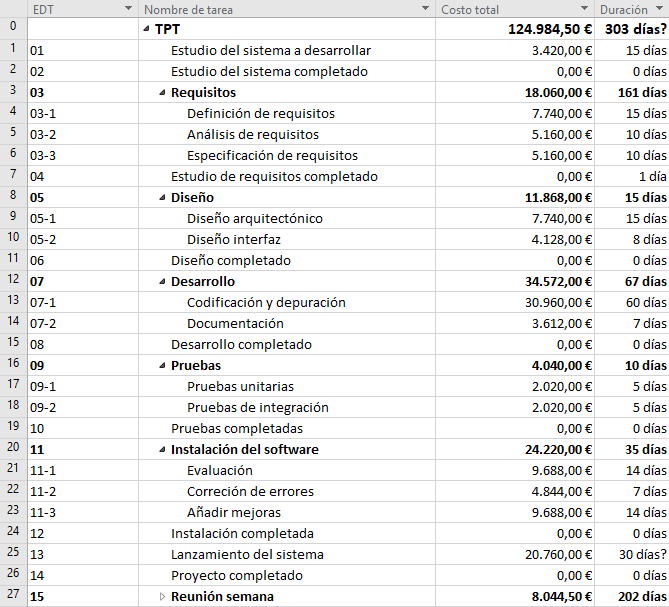 EDT Nombre de tarea Costo total Duración
0 TPT 124.984,50 € 303 días?
1 01 Estudio del sistema a desarrollar 3.420,00 € 15 días
2 02 Estudio del sistema completado 0,00 € 0 días
3 03 Requisitos 18.060,00 € 161 días
4 03-1 Definición de requisitos 7.740,00 € 15 días
5 03-2 Análisis de requisitos 5.160,00 € 10 días
6 03-3 Especificación de requisitos 5.160,00 € 10 días
7 04 Estudio de requisitos completado 0,00 € 1 día
8 05 Diseño 11.868,00 € 15 días
9 05-1 Diseño arquitectónico 7.740,00 € 15 días
10 05-2 Diseño interfaz 4.128,00 € 8 días
11 06 Diseño completado 0,00 € 0 días
12 07 Desarrollo 34.572,00 € 67 días
13 07-1 Codificación y depuración 30.960,00 € 60 días
14 07-2 Documentación 3.612,00 € 7 días
15 08 Desarrollo completado 0,00 € 0 días
16 09 Pruebas 4.040,00 € 10 días
17 09-1 Pruebas unitarias 2.020,00 € 5 días
18 09-2 Pruebas de integración 2.020,00 € 5 días
19 10 Pruebas completadas 0,00 € 0 días
20 11 Instalación del software 24.220,00 € 35 días
21 11-1 Evaluación 9.688,00 € 14 días
22 11-2 Correción de errores 4.844,00 € 7 días
23 11-3 Añadir mejoras 9.688,00 € 14 días
24 12 Instalación completada 0,00 € 0 días
25 13 Lanzamiento del sistema 20.760,00 € 30 días?
26 14 Proyecto completado 0,00 € 0 días
27 15 Reunión semana 8.044,50 € 202 días